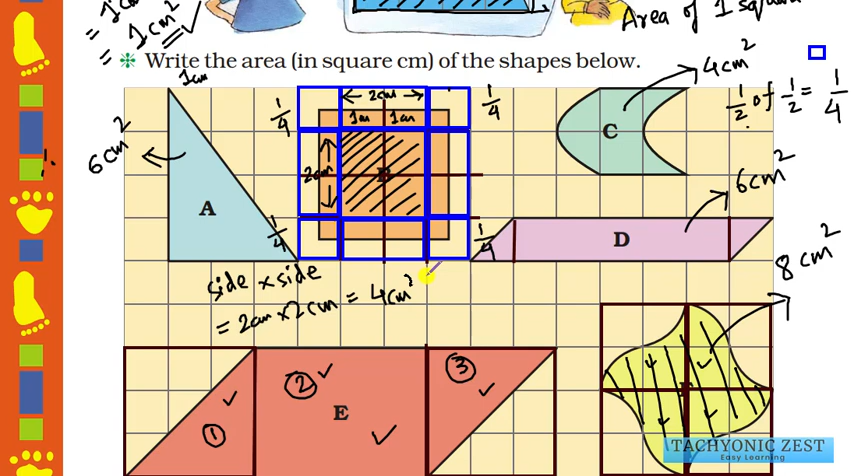 = 1cm²
= 1cm²
Area of 1 square
Write the area (in square cm) of the shapes below.
1cm
6cm²
A
1/4
1/4
1/4
1/4
2cm
1cm 1cm
2cm
B
4cm²
C
1/2 of 1/2 = 1/4
6cm²
D
8cm²
side × side
= 2cm × 2cm = 4cm²
①
②
E
③
TACHYONIC ZEST
Easy Learning